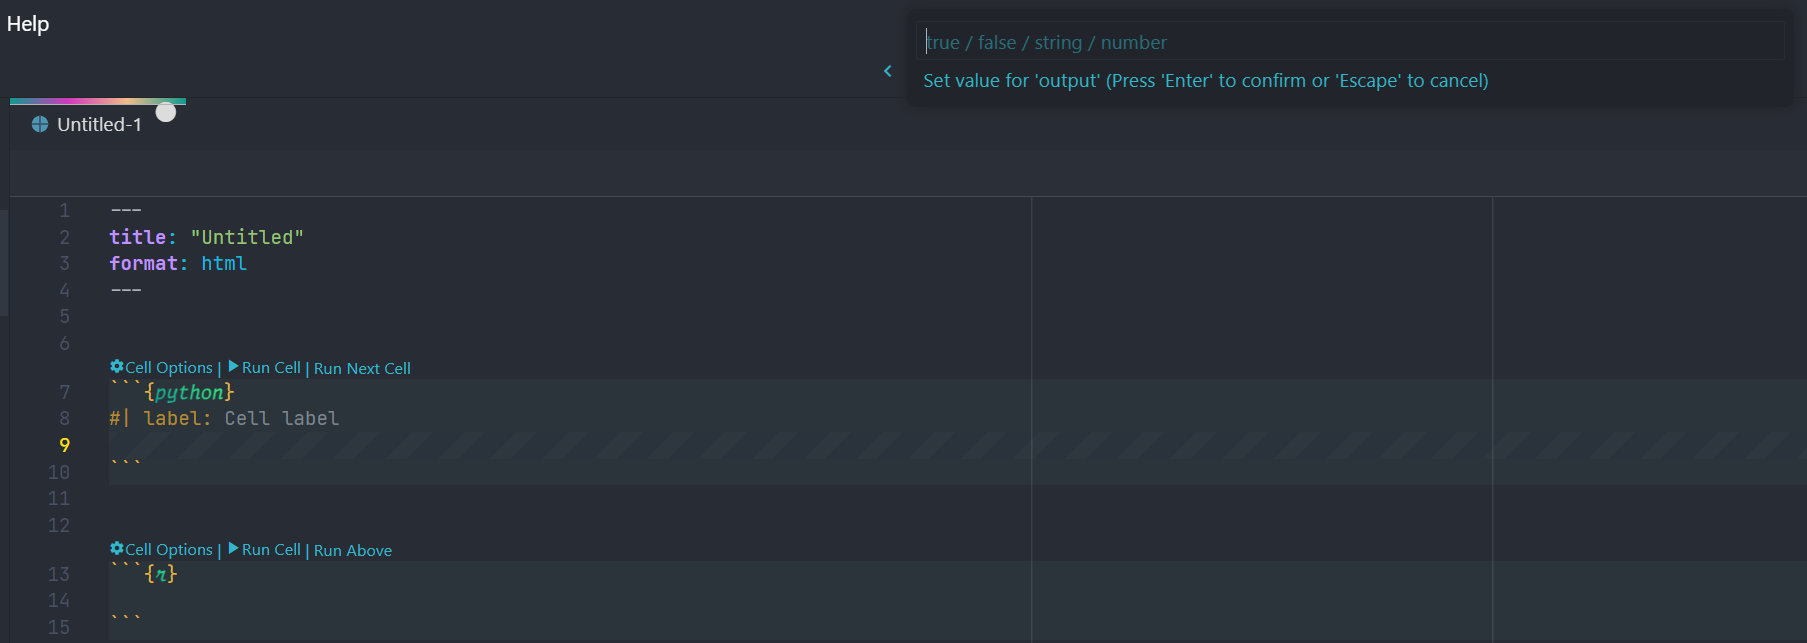 Help
true / false / string / number
Set value for 'output' (Press 'Enter' to confirm or 'Escape' to cancel)
Untitled-1
1 ---
2 title: "Untitled"
3 format: html
4 ---
5
6
Cell Options | Run Cell | Run Next Cell
7 ```{python}
8 #| label: Cell label
9
10 ```
11
12
Cell Options | Run Cell | Run Above
13 ```{r}
14
15 ```